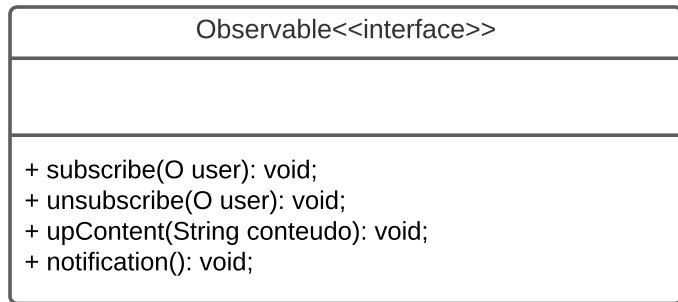 Observable<<interface>>
+ subscribe(O user): void;
+ unsubscribe(O user): void;
+ upContent(String conteudo): void;
+ notification(): void;